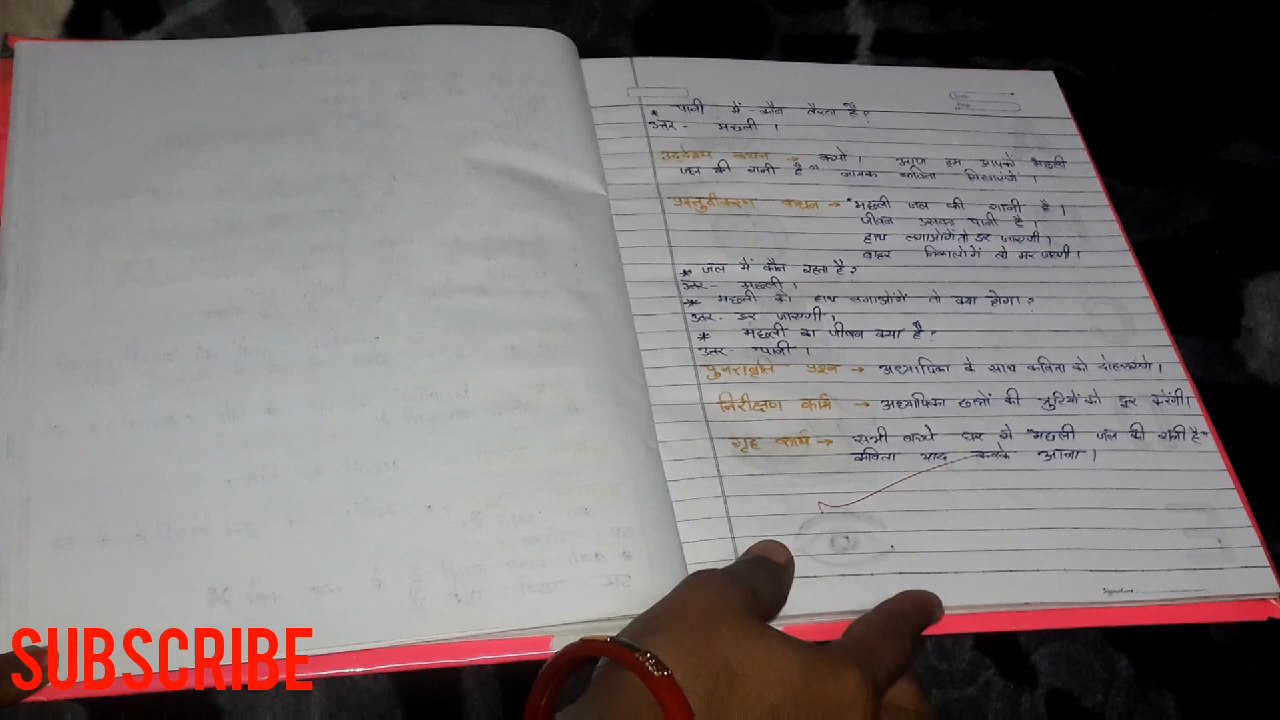 * पानी में कौन तैरता है?
उत्तर - मछली ।
उद्देश्य कथन → बच्चों । आज हम आपको मछली
जल की रानी है" नामक कविता सिखाएंगे ।
प्रस्तुतीकरण कथन → "मछली जल की रानी है ।
जीवन उसका पानी है ।
हाथ लगाओगें तो डर जाएगी ।
बाहर निकालोगें तो मर जाएगी ।
* जल में कौन रहता है?
उत्तर - मछली ।
* मछली को हाथ लगाओंगे तो क्या होगा ?
उत्तर - डर जाएगी ।
* मछली का जीवन क्या है?
उत्तर - पानी ।
पुनरावृत्ति प्रश्न → अध्यापिका के साथ कविता को दोहराएंगे ।
निरीक्षण कार्य → अध्यापिका छात्रों की त्रुटियों को दूर करेंगी ।
गृह कार्य → सभी बच्चे घर से "मछली जल की रानी है"
कविता याद करके आना ।
Signature
SUBSCRIBE